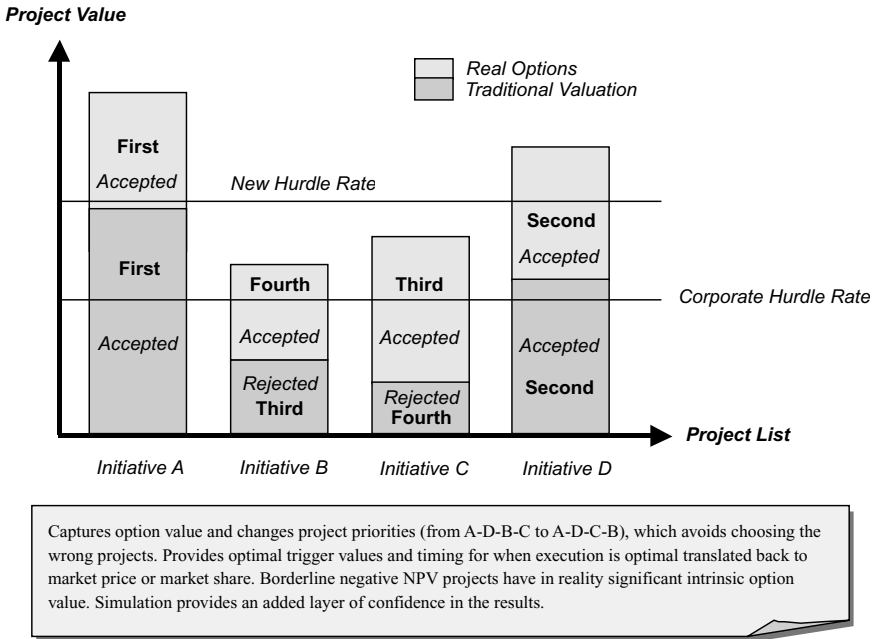 Project Value
Real Options
Traditional Valuation
First
Accepted
New Hurdle Rate
Second
Accepted
First
Fourth
Third
Corporate Hurdle Rate
Accepted
Accepted
Accepted
Accepted
Rejected
Third
Rejected
Fourth
Second
Project List
Initiative A
Initiative B
Initiative C
Initiative D
Captures option value and changes project priorities (from A-D-B-C to A-D-C-B), which avoids choosing the
wrong projects. Provides optimal trigger values and timing for when execution is optimal translated back to
market price or market share. Borderline negative NPV projects have in reality significant intrinsic option
value. Simulation provides an added layer of confidence in the results.